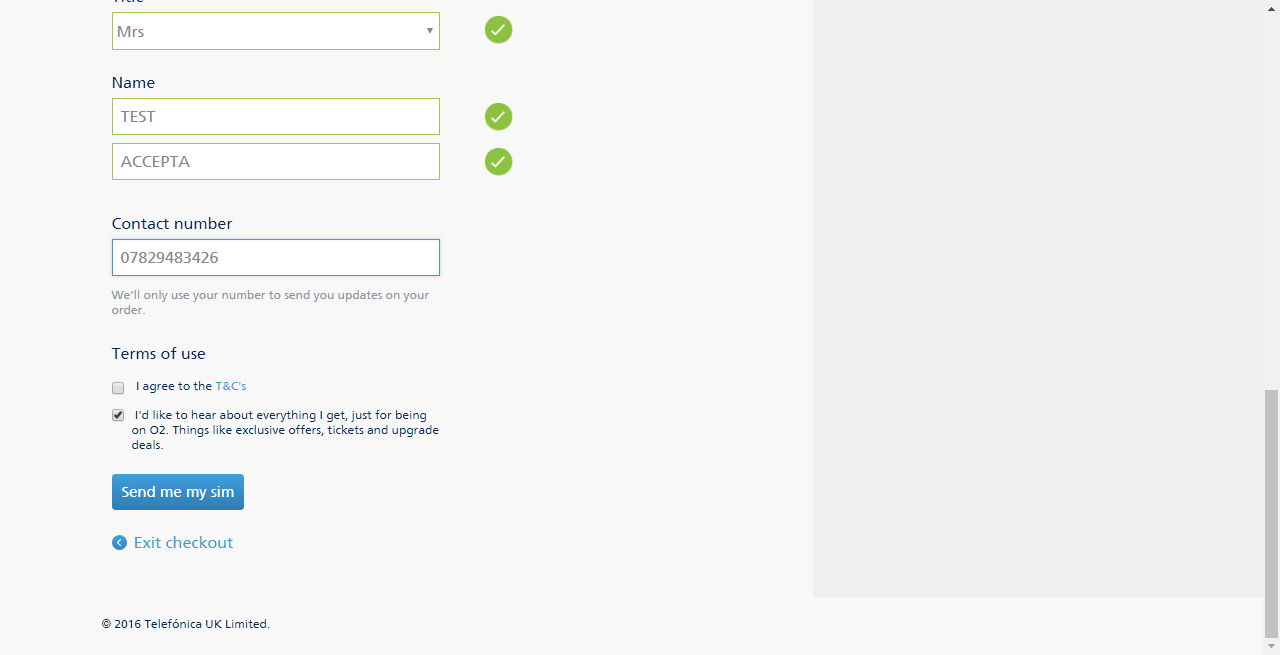 Mrs
Name
TEST
ACCEPTA
Contact number
07829483426
We'll only use your number to send you updates on your
order.
Terms of use
I agree to the T&C's
I'd like to hear about everything I get, just for being
on O2. Things like exclusive offers, tickets and upgrade
deals.
Send me my sim
Exit checkout
© 2016 Telefónica UK Limited.